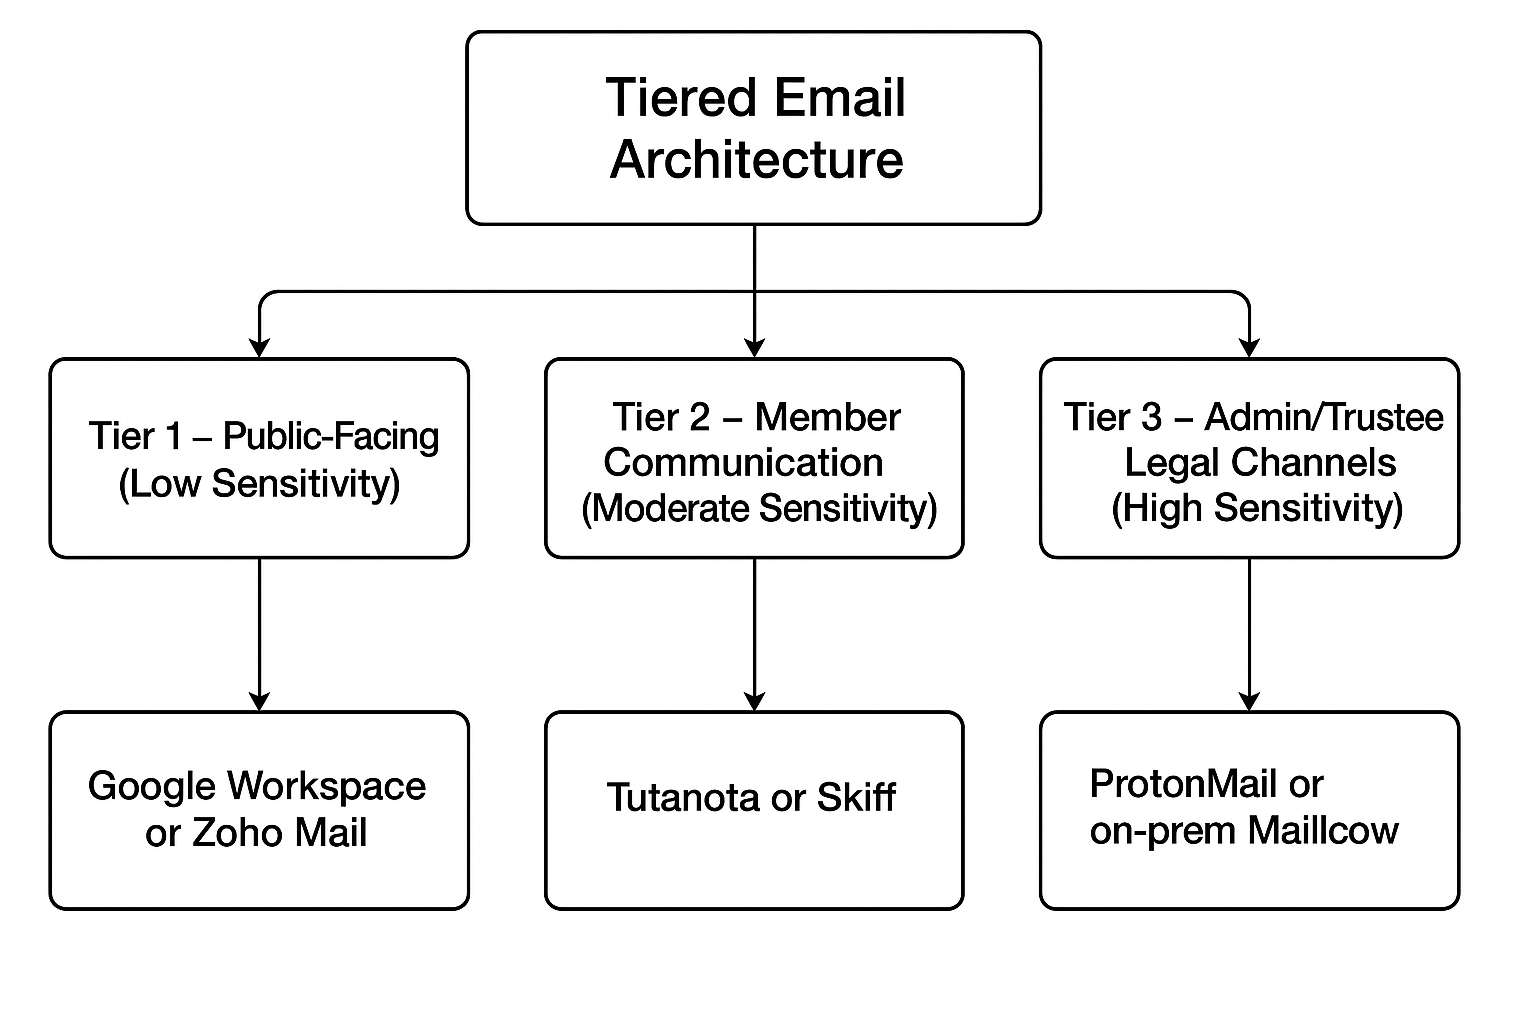 Tiered Email
Architecture
Tier 1 – Public-Facing
(Low Sensitivity)
Tier 2 – Member
Communication
(Moderate Sensitivity)
Tier 3 – Admin/Trustee
Legal Channels
(High Sensitivity)
Google Workspace
or Zoho Mail
Tutanota or Skiff
ProtonMail or
on-prem Maillcow